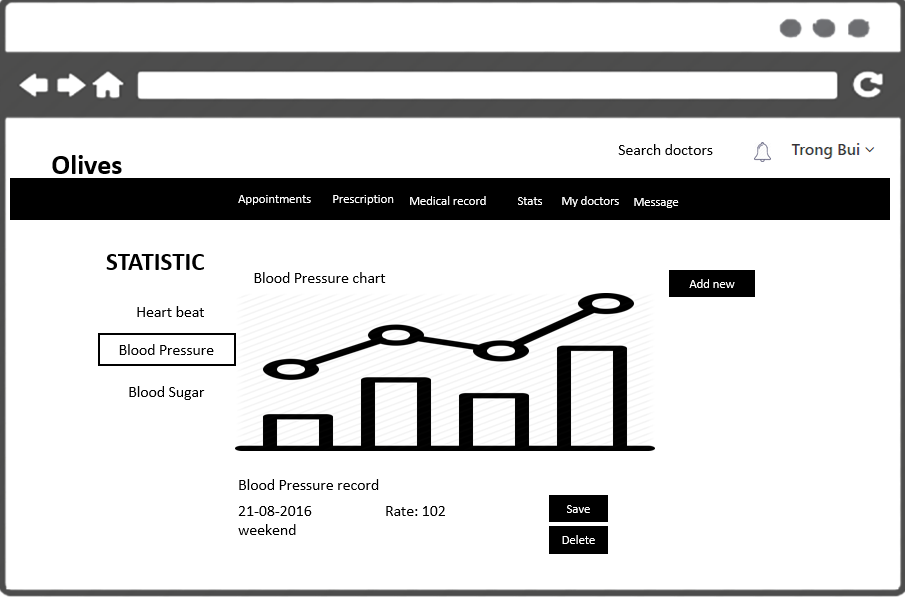 Search doctors
Trong Bui
Olives
Appointments Prescription Medical record Stats My doctors Message
STATISTIC
Blood Pressure chart
Add new
Heart beat
Blood Pressure
Blood Sugar
Blood Pressure record
21-08-2016 Rate: 102
weekend
Save
Delete